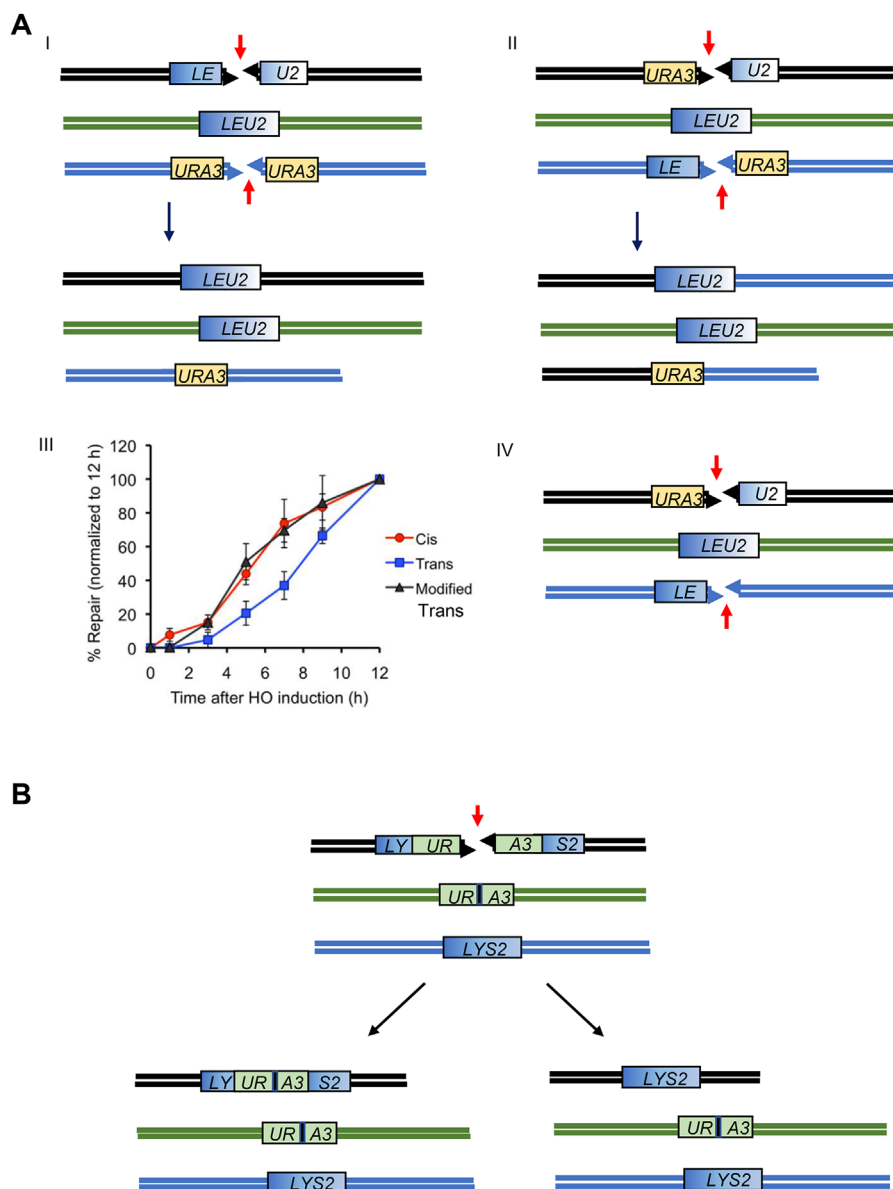 A
I
LE U2
LEU2
URA3 URA3
LEU2
LEU2
URA3
II
URA3 U2
LEU2
LE URA3
LEU2
LEU2
URA3
III
% Repair (normalized to 12 h)
120
100
80
60
40
20
0
0 2 4 6 8 10 12
Time after HO induction (h)
Cis
Trans
Modified
Trans
IV
URA3 U2
LEU2
LE
B
LY UR A3 S2
UR A3
LYS2
LY UR A3 S2
UR A3
LYS2
LYS2
UR A3
LYS2